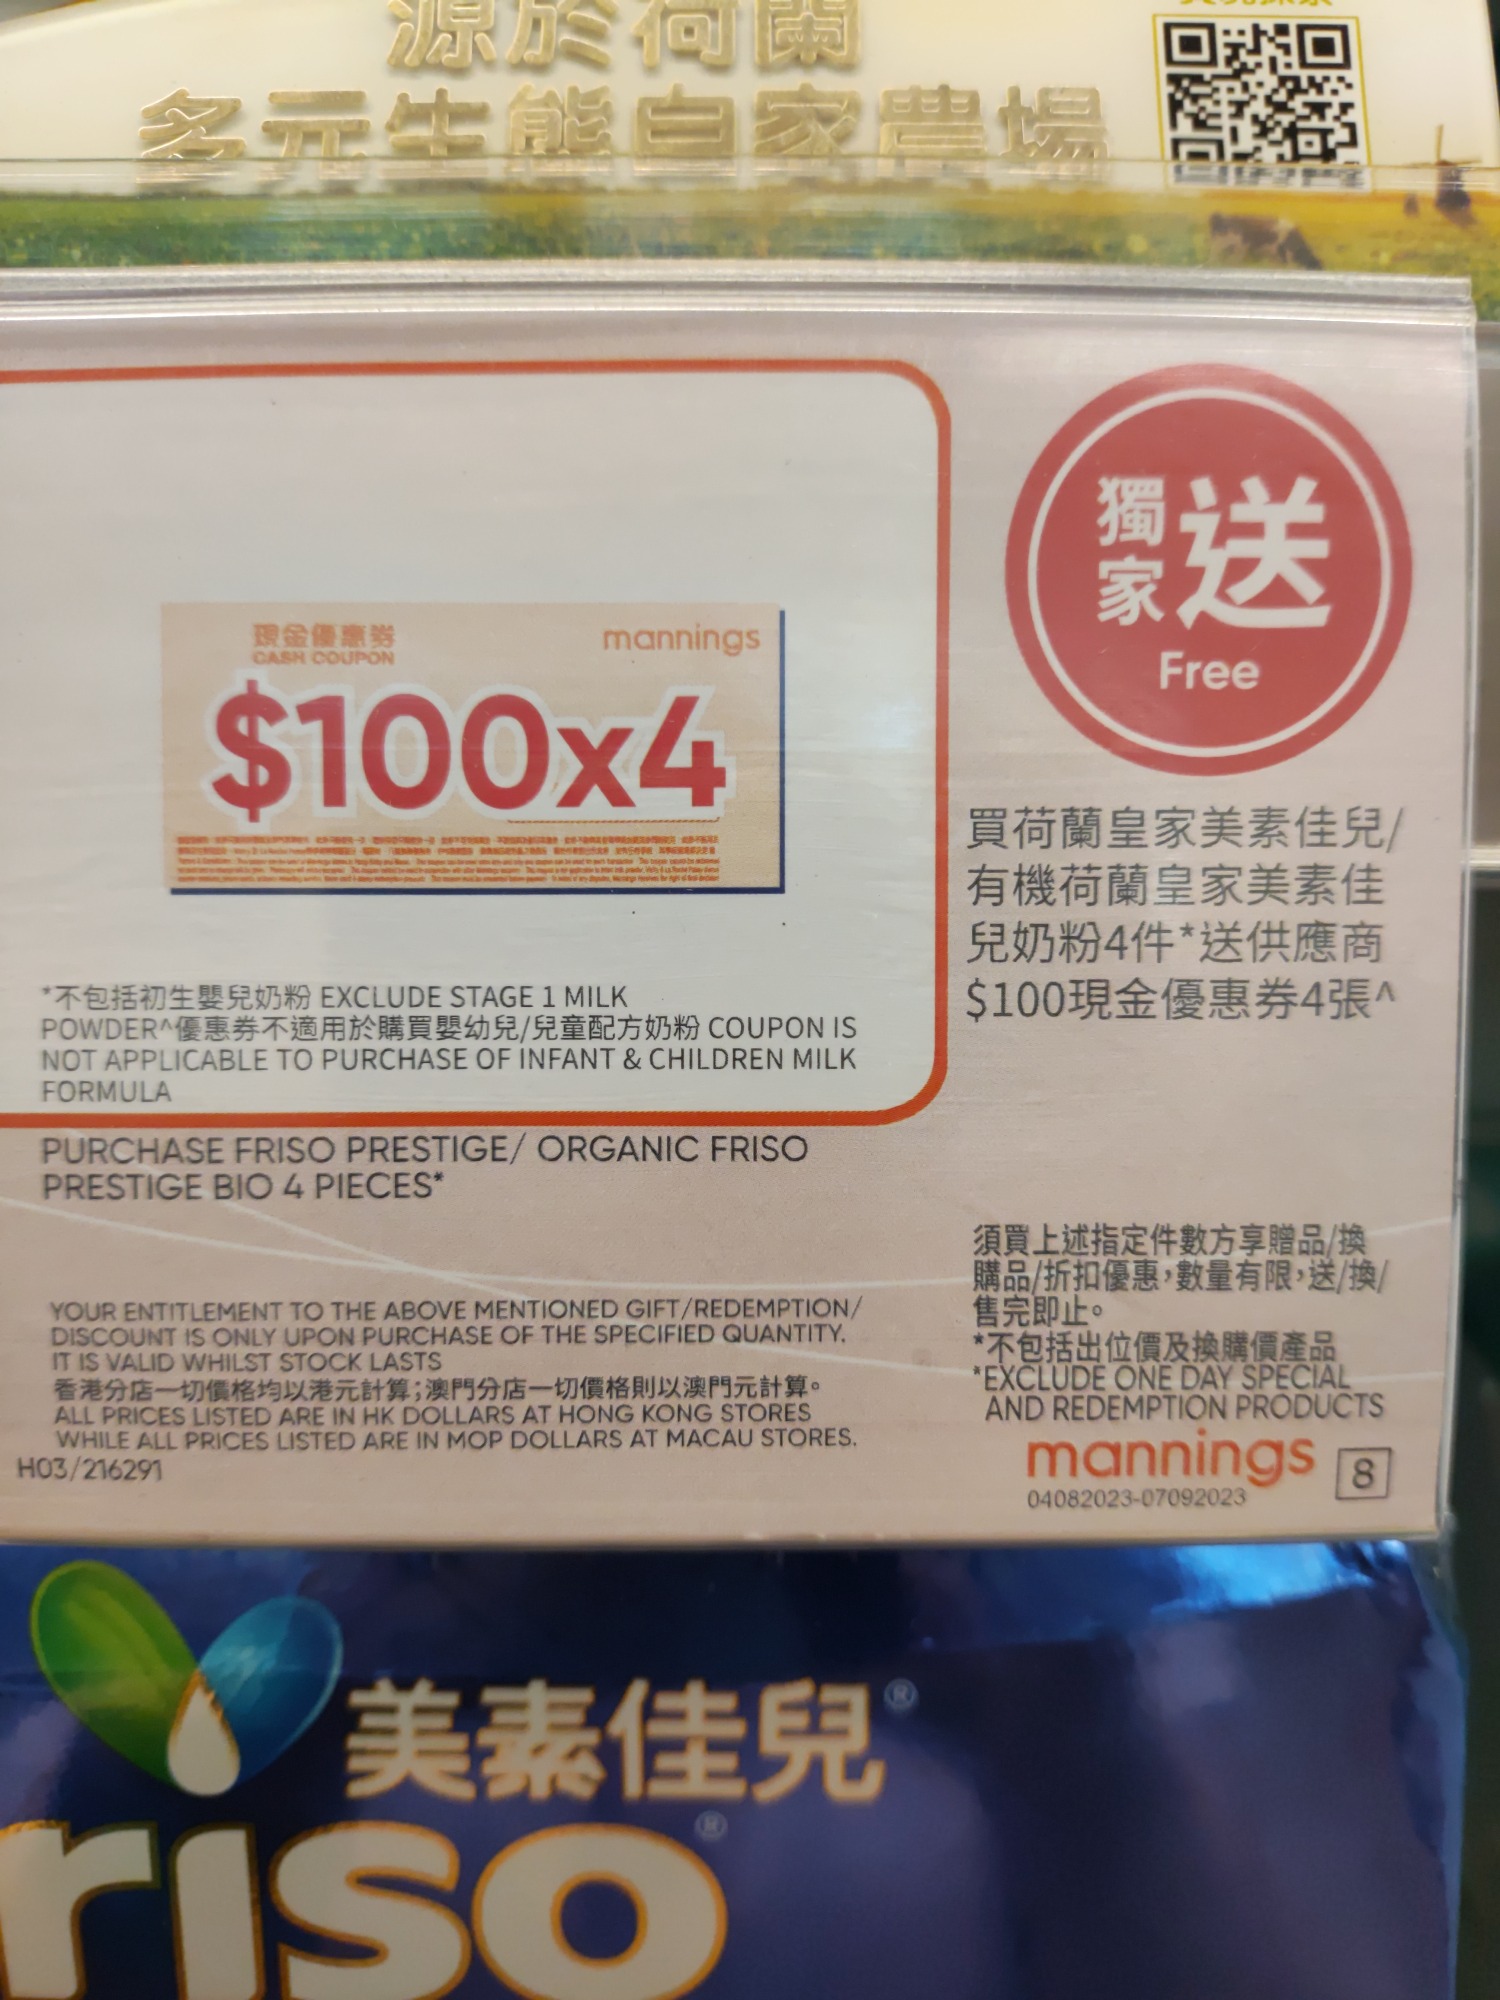 源於荷蘭
多元生態自家農場
獨家送
Free
現金優惠券
CASH COUPON
mannings
$100x4
買荷蘭皇家美素佳兒/
有機荷蘭皇家美素佳
兒奶粉4件*送供應商
$100現金優惠券4張^
*不包括初生嬰兒奶粉 EXCLUDE STAGE 1 MILK
POWDER^優惠券不適用於購買嬰幼兒/兒童配方奶粉 COUPON IS
NOT APPLICABLE TO PURCHASE OF INFANT & CHILDREN MILK
FORMULA
PURCHASE FRISO PRESTIGE/ ORGANIC FRISO
PRESTIGE BIO 4 PIECES*
須買上述指定件數方享贈品/換
購品/折扣優惠,數量有限,送/換/
售完即止。
*不包括出位價及換購價產品
*EXCLUDE ONE DAY SPECIAL
AND REDEMPTION PRODUCTS
YOUR ENTITLEMENT TO THE ABOVE MENTIONED GIFT/REDEMPTION/
DISCOUNT IS ONLY UPON PURCHASE OF THE SPECIFIED QUANTITY.
IT IS VALID WHILST STOCK LASTS
香港分店一切價格均以港元計算;澳門分店一切價格則以澳門元計算。
ALL PRICES LISTED ARE IN HK DOLLARS AT HONG KONG STORES
WHILE ALL PRICES LISTED ARE IN MOP DOLLARS AT MACAU STORES.
H03/216291
mannings 8
04082023-07092023
美素佳兒®
riso®